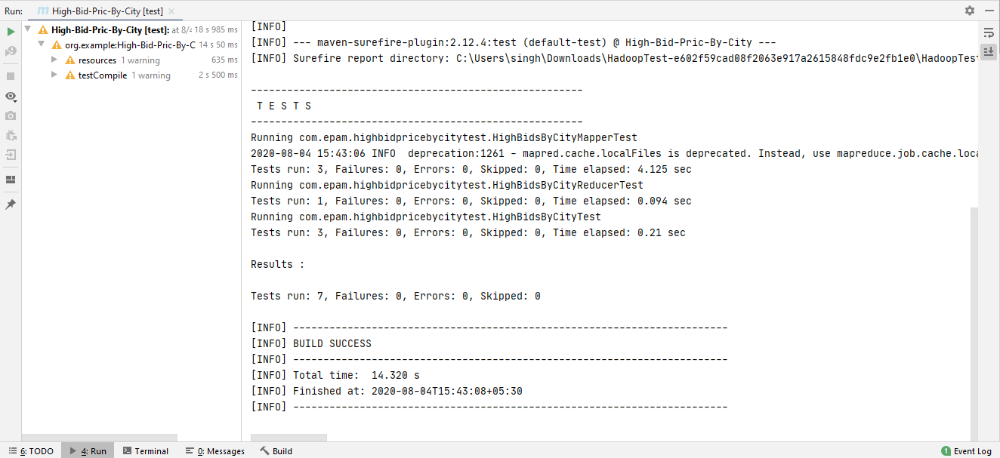 Run: m High-Bid-Pric-By-City [test] ×
High-Bid-Pric-By-City [test]: at 8/4 18 s 985 ms
org.example:High-Bid-Pric-By-C 14 s 50 ms
resources 1 warning 635 ms
testCompile 1 warning 2 s 500 ms
[INFO]
[INFO] --- maven-surefire-plugin:2.12.4:test (default-test) @ High-Bid-Pric-By-City ---
[INFO] Surefire report directory: C:\Users\singh\Downloads\HadoopTest-e602f59cad08f2063e917a2615848fdc9e2fb1e0\HadoopTest
-------------------------------------------------------
T E S T S
-------------------------------------------------------
Running com.epam.highbidpricebycitytest.HighBidsByCityMapperTest
2020-08-04 15:43:06 INFO  deprecation:1261 - mapred.cache.localFiles is deprecated. Instead, use mapreduce.job.cache.loca
Tests run: 3, Failures: 0, Errors: 0, Skipped: 0, Time elapsed: 4.125 sec
Running com.epam.highbidpricebycitytest.HighBidsByCityReducerTest
Tests run: 1, Failures: 0, Errors: 0, Skipped: 0, Time elapsed: 0.094 sec
Running com.epam.highbidpricebycitytest.HighBidsByCityTest
Tests run: 3, Failures: 0, Errors: 0, Skipped: 0, Time elapsed: 0.21 sec
Results :
Tests run: 7, Failures: 0, Errors: 0, Skipped: 0
[INFO] ------------------------------------------------------------------------
[INFO] BUILD SUCCESS
[INFO] ------------------------------------------------------------------------
[INFO] Total time:  14.320 s
[INFO] Finished at: 2020-08-04T15:43:08+05:30
[INFO] ------------------------------------------------------------------------
6: TODO 4: Run Terminal 0: Messages Build 1 Event Log